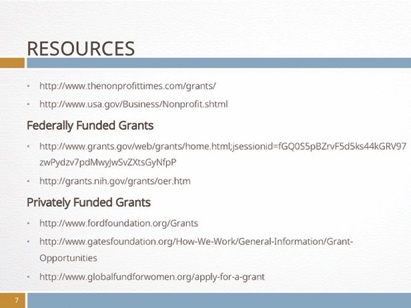 RESOURCES
• http://www.thenonprofittimes.com/grants/
• http://www.usa.gov/Business/Nonprofit.shtml
Federally Funded Grants
• http://www.grants.gov/web/grants/home.html;jsessionid=fGQ0S5pBZrvF5d5ks44kGRV97
zwPydzv7pdMwyJwSvZXtsGyNfpP
• http://grants.nih.gov/grants/oer.htm
Privately Funded Grants
• http://www.fordfoundation.org/Grants
• http://www.gatesfoundation.org/How-We-Work/General-Information/Grant-
Opportunities
• http://www.globalfundforwomen.org/apply-for-a-grant
7